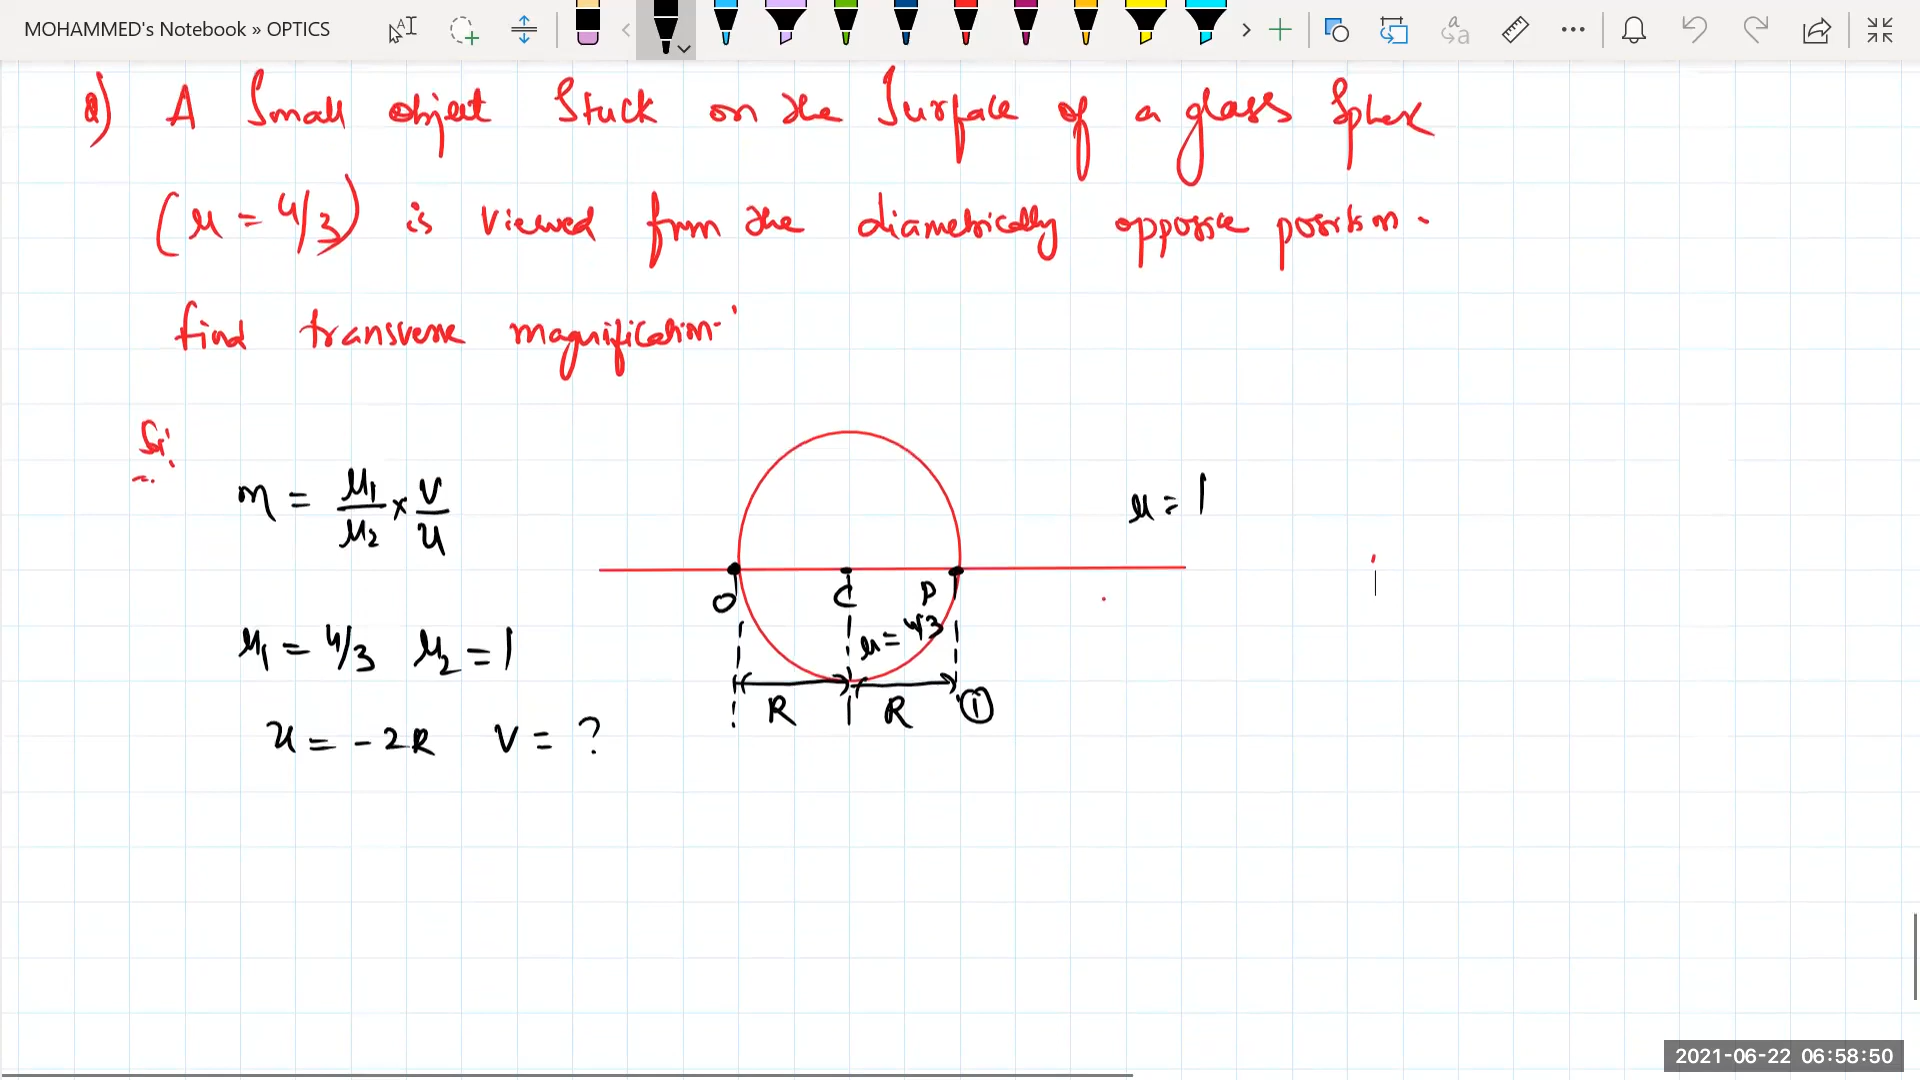 MOHAMMED's Notebook » OPTICS
Q) A Small object Stuck on the Surface of a glass Sphere
(μ = 4/3) is viewed from the diametrically opposite position.
find transverse magnification.
Sol:
m = μ₁/μ₂ × v/u
μ = 1
O C P
μ = 4/3
μ₁ = 4/3 μ₂ = 1
R R ①
u = -2R v = ?
2021-06-22 06:58:50